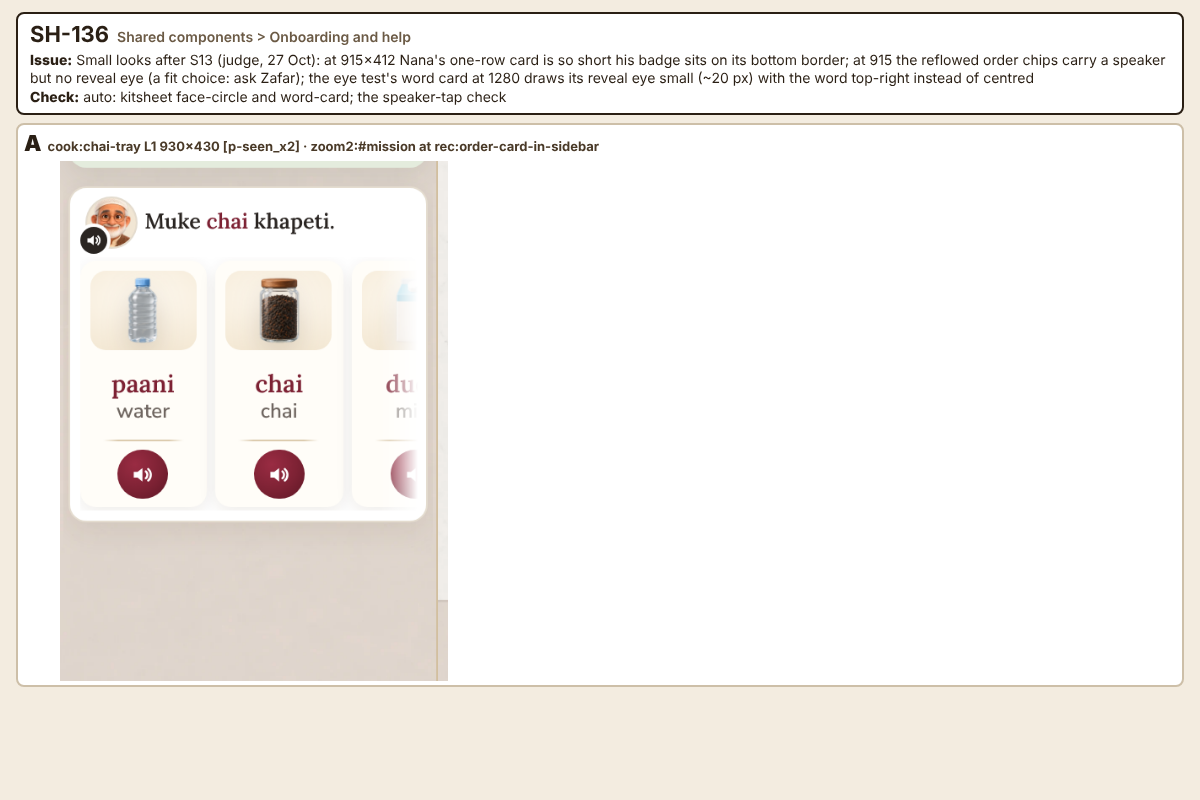 SH-136 Shared components > Onboarding and help
Issue: Small looks after S13 (judge, 27 Oct): at 915×412 Nana's one-row card is so short his badge sits on its bottom border; at 915 the reflowed order chips carry a speaker
but no reveal eye (a fit choice: ask Zafar); the eye test's word card at 1280 draws its reveal eye small (~20 px) with the word top-right instead of centred
Check: auto: kitsheet face-circle and word-card; the speaker-tap check
A cook:chai-tray L1 930×430 [p-seen_x2] · zoom2:#mission at rec:order-card-in-sidebar
Muke chai khapeti.
paani chai du
water chai mi